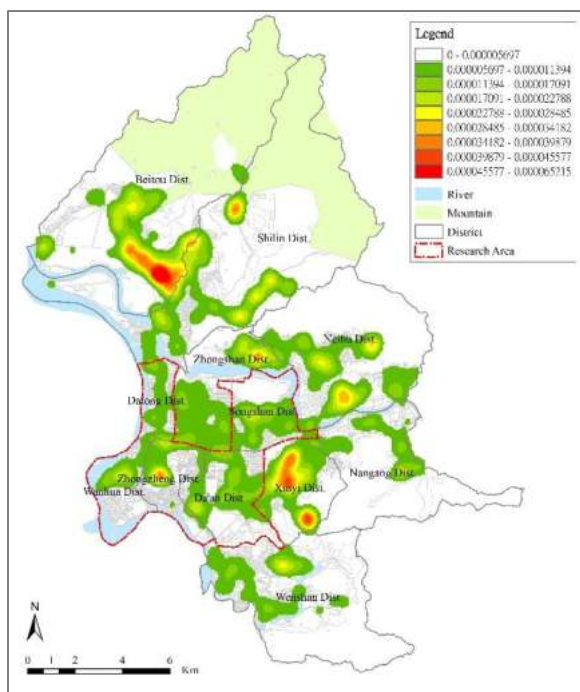 Legend
0 - 0.000005697
0.000005697 - 0.000011394
0.000011394 - 0.000017091
0.000017091 - 0.000022788
0.000022788 - 0.000028485
0.000028485 - 0.000034182
0.000034182 - 0.000039879
0.000039879 - 0.000045577
0.000045577 - 0.000065215
River
Mountain
District
Research Area
Beitou Dist.
Shilin Dist.
Neihu Dist.
Zhongshan Dist.
Datong Dist.
Songshan Dist.
Nangang Dist.
Zhongzheng Dist.
Xinyi Dist.
Wanhua Dist.
Da'an Dist.
Wenshan Dist.
N
0 1 2 4 6
Km